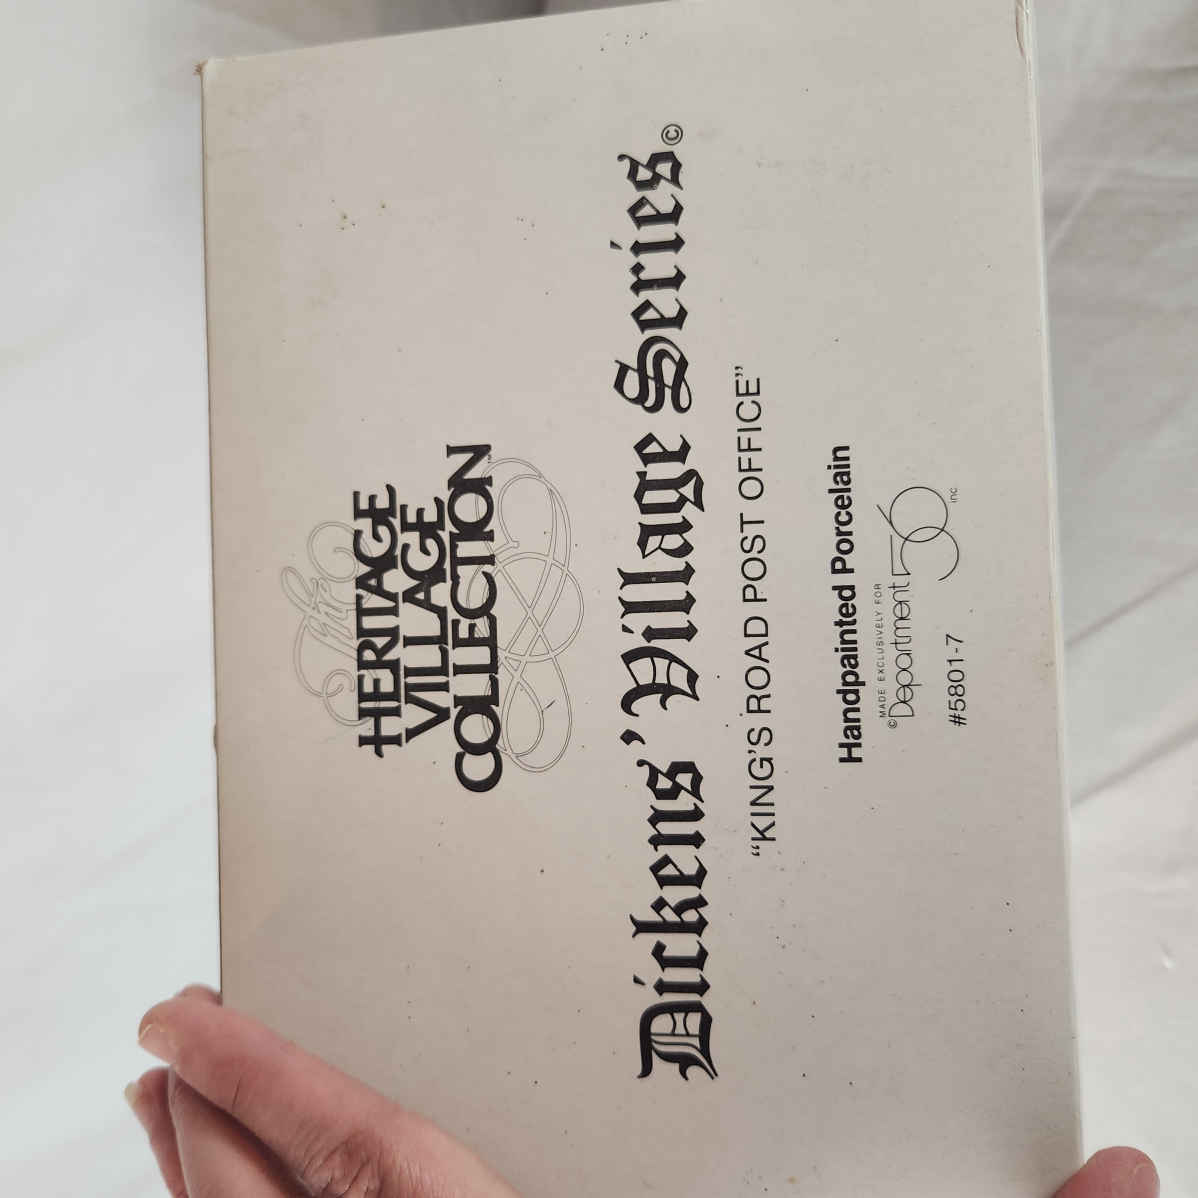 The
HERITAGE
VILLAGE
COLLECTION™
Dickens' Village Series©
“KING’S ROAD POST OFFICE”
Handpainted Porcelain
MADE EXCLUSIVELY FOR
©Department 56 inc
#5801-7